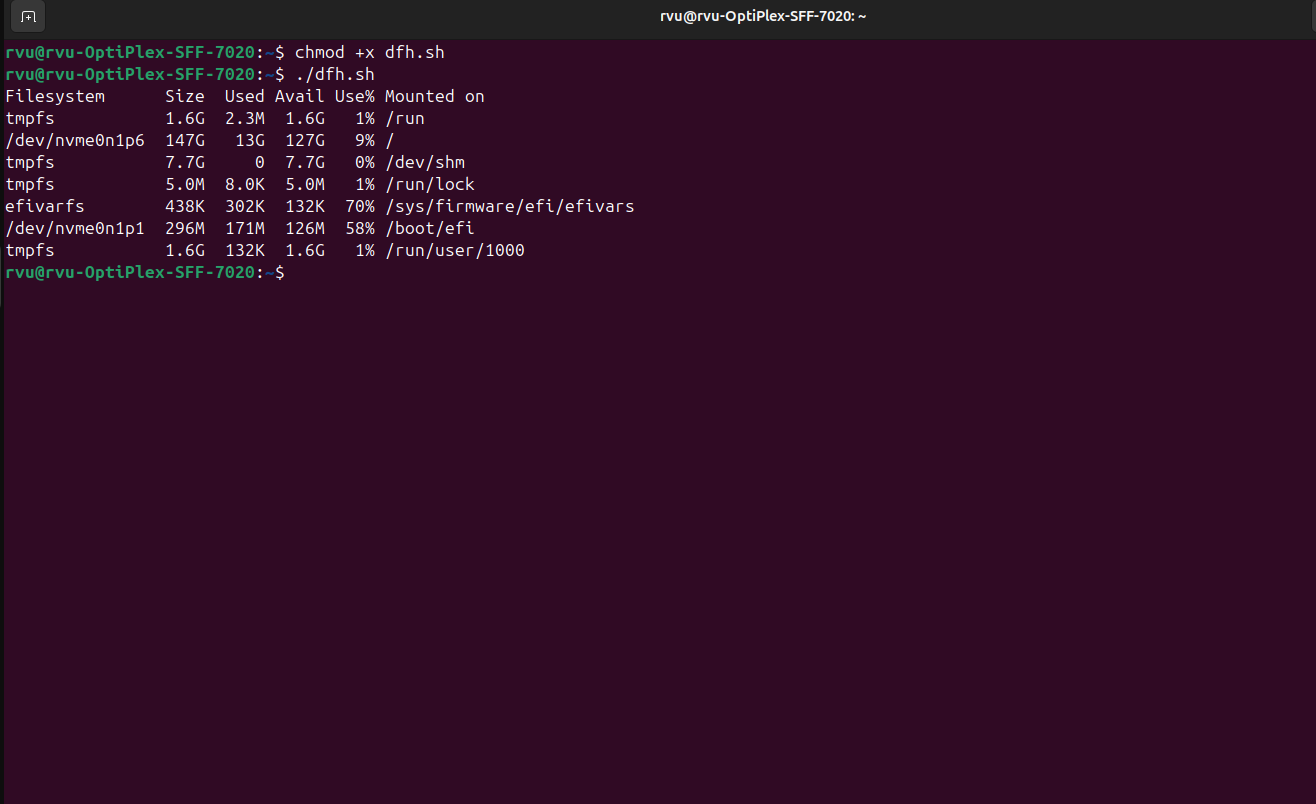 rvu@rvu-OptiPlex-SFF-7020: ~
rvu@rvu-OptiPlex-SFF-7020:~$ chmod +x dfh.sh
rvu@rvu-OptiPlex-SFF-7020:~$ ./dfh.sh
Filesystem      Size  Used Avail Use% Mounted on
tmpfs           1.6G  2.3M  1.6G   1% /run
/dev/nvme0n1p6  147G   13G  127G   9% /
tmpfs           7.7G     0  7.7G   0% /dev/shm
tmpfs           5.0M  8.0K  5.0M   1% /run/lock
efivarfs        438K  302K  132K  70% /sys/firmware/efi/efivars
/dev/nvme0n1p1  296M  171M  126M  58% /boot/efi
tmpfs           1.6G  132K  1.6G   1% /run/user/1000
rvu@rvu-OptiPlex-SFF-7020:~$